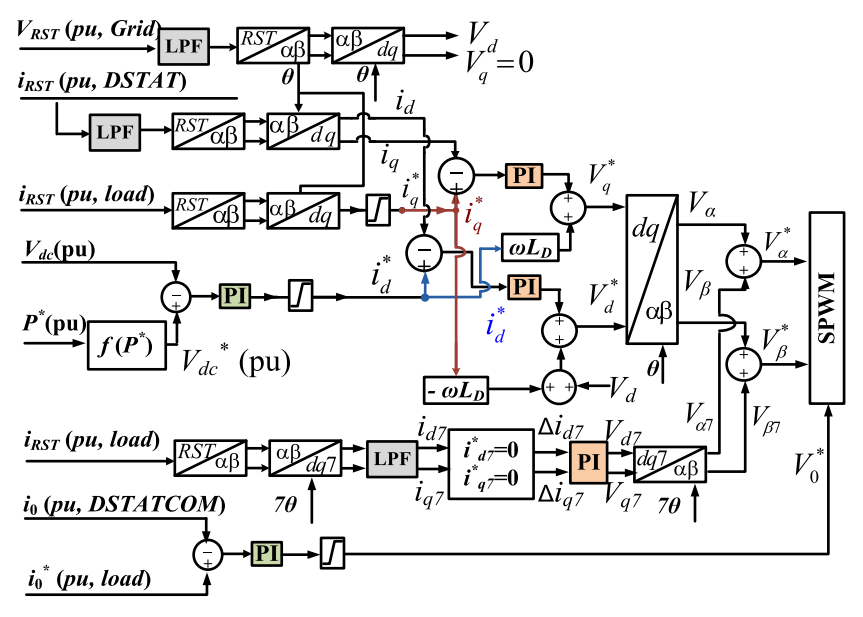 V_RST (pu, Grid)
LPF
RST
αβ
αβ
dq
V_d
V_q = 0
θ
θ
i_RST (pu, DSTAT)
LPF
RST
αβ
αβ
dq
i_d
i_q
i_RST (pu, load)
RST
αβ
αβ
dq
i_q^*
i_q^*
−
+
PI
V_q^*
+
+
ωL_D
V_dc(pu)
−
+
PI
i_d^*
−
+
PI
i_d^*
V_d^*
+
+
P^*(pu)
f(P^*)
V_dc^* (pu)
- ωL_D
+ +
V_d
dq
αβ
θ
V_α
V_β
+
+
V_α^*
+
+
V_β^*
SPWM
V_α7
V_β7
V_0^*
i_RST (pu, load)
RST
αβ
αβ
dq7
7θ
LPF
i_d7
i_q7
i^*_d7=0
i^*_q7=0
Δi_d7
Δi_q7
PI
V_d7
V_q7
dq7
αβ
7θ
i_0 (pu, DSTATCOM)
−
+
PI
i_0^* (pu, load)